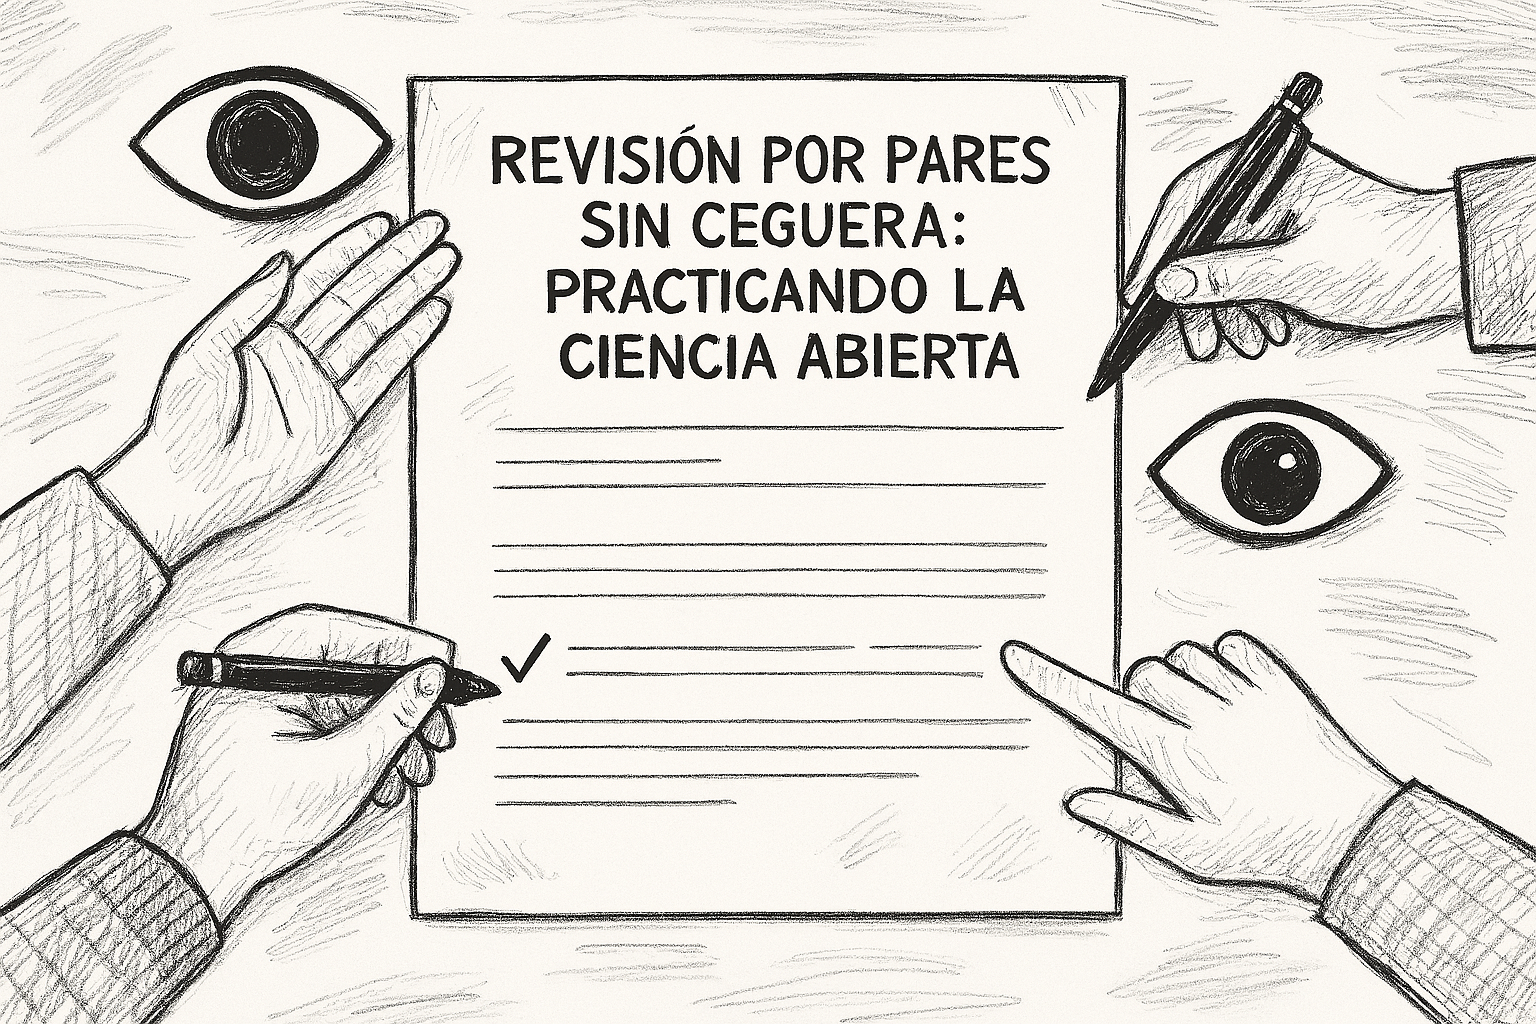 REVISIÓN POR PARES
SIN CEGUERA:
PRACTICANDO LA
CIENCIA ABIERTA